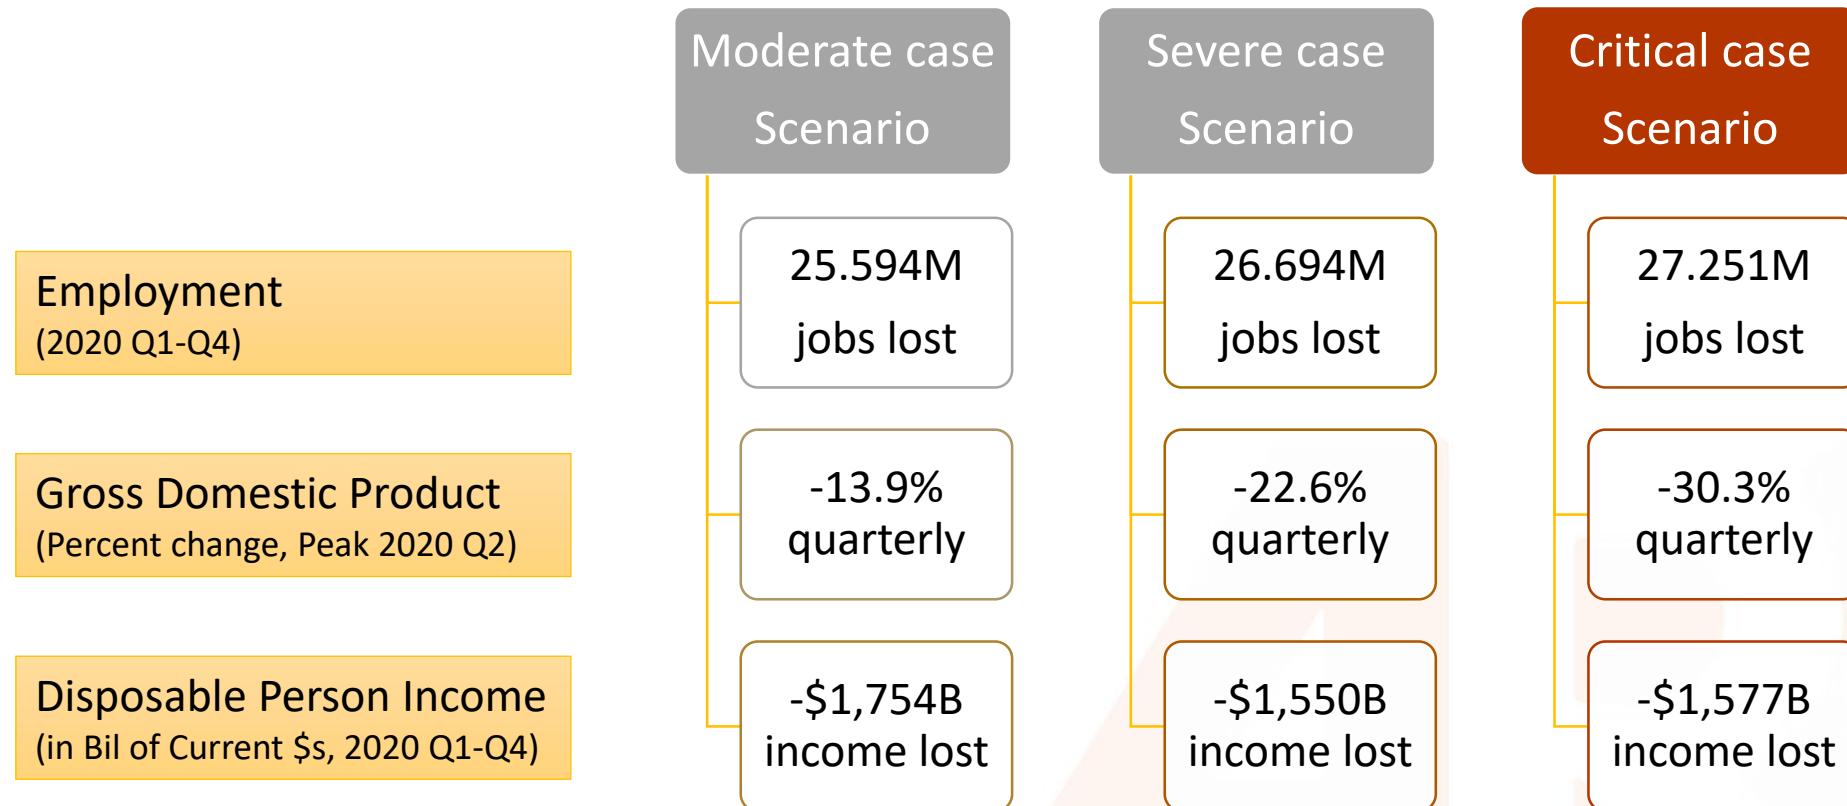 Moderate case
Scenario
Severe case
Scenario
Critical case
Scenario
Employment
(2020 Q1-Q4)
25.594M
jobs lost
26.694M
jobs lost
27.251M
jobs lost
Gross Domestic Product
(Percent change, Peak 2020 Q2)
-13.9%
quarterly
-22.6%
quarterly
-30.3%
quarterly
Disposable Person Income
(in Bil of Current $s, 2020 Q1-Q4)
-$1,754B
income lost
-$1,550B
income lost
-$1,577B
income lost